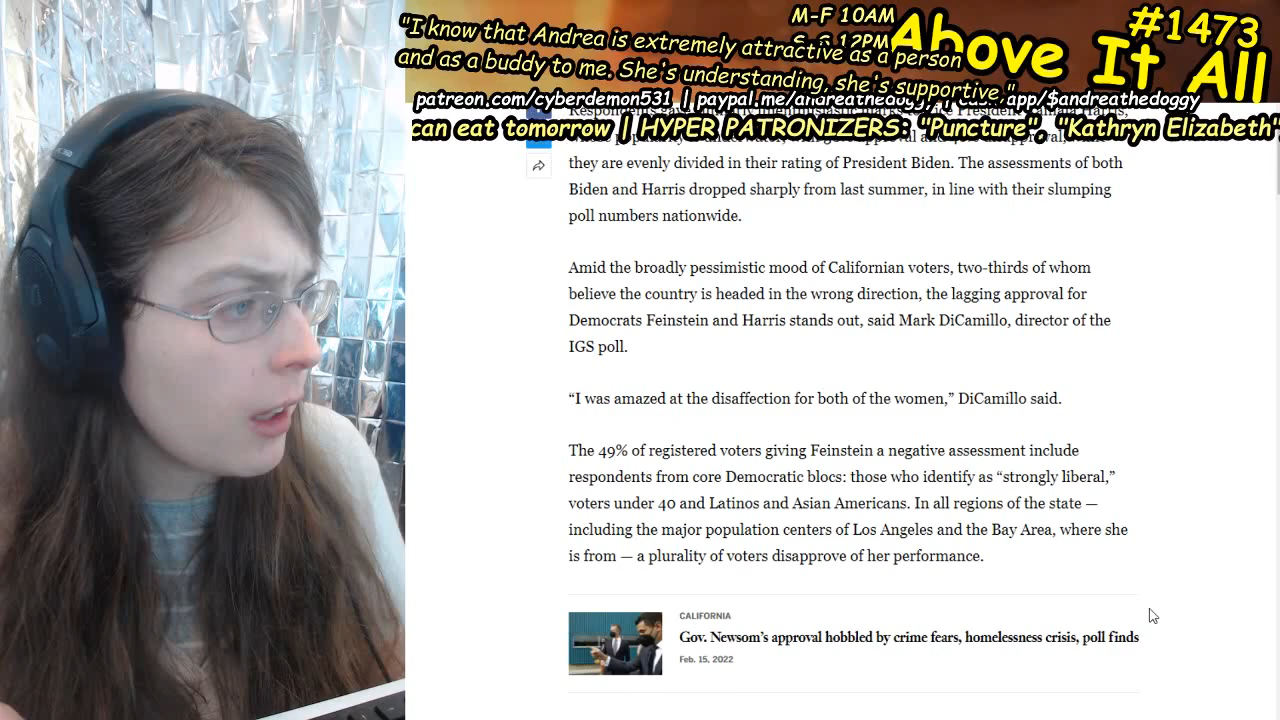 M-F 10AM
#1473
"I know that Andrea is extremely attractive as a person
Above It All
and as a buddy to me. She's understanding, she's supportive,"
patreon.com/cyberdemon531 | paypal.me/andreathedoggy | app/$andreathedoggy
can eat tomorrow | HYPER PATRONIZERS: "Puncture", "Kathryn Elizabeth"
they are evenly divided in their rating of President Biden. The assessments of both
Biden and Harris dropped sharply from last summer, in line with their slumping
poll numbers nationwide.
Amid the broadly pessimistic mood of Californian voters, two-thirds of whom
believe the country is headed in the wrong direction, the lagging approval for
Democrats Feinstein and Harris stands out, said Mark DiCamillo, director of the
IGS poll.
“I was amazed at the disaffection for both of the women,” DiCamillo said.
The 49% of registered voters giving Feinstein a negative assessment include
respondents from core Democratic blocs: those who identify as “strongly liberal,”
voters under 40 and Latinos and Asian Americans. In all regions of the state —
including the major population centers of Los Angeles and the Bay Area, where she
is from — a plurality of voters disapprove of her performance.
CALIFORNIA
Gov. Newsom’s approval hobbled by crime fears, homelessness crisis, poll finds
Feb. 15, 2022